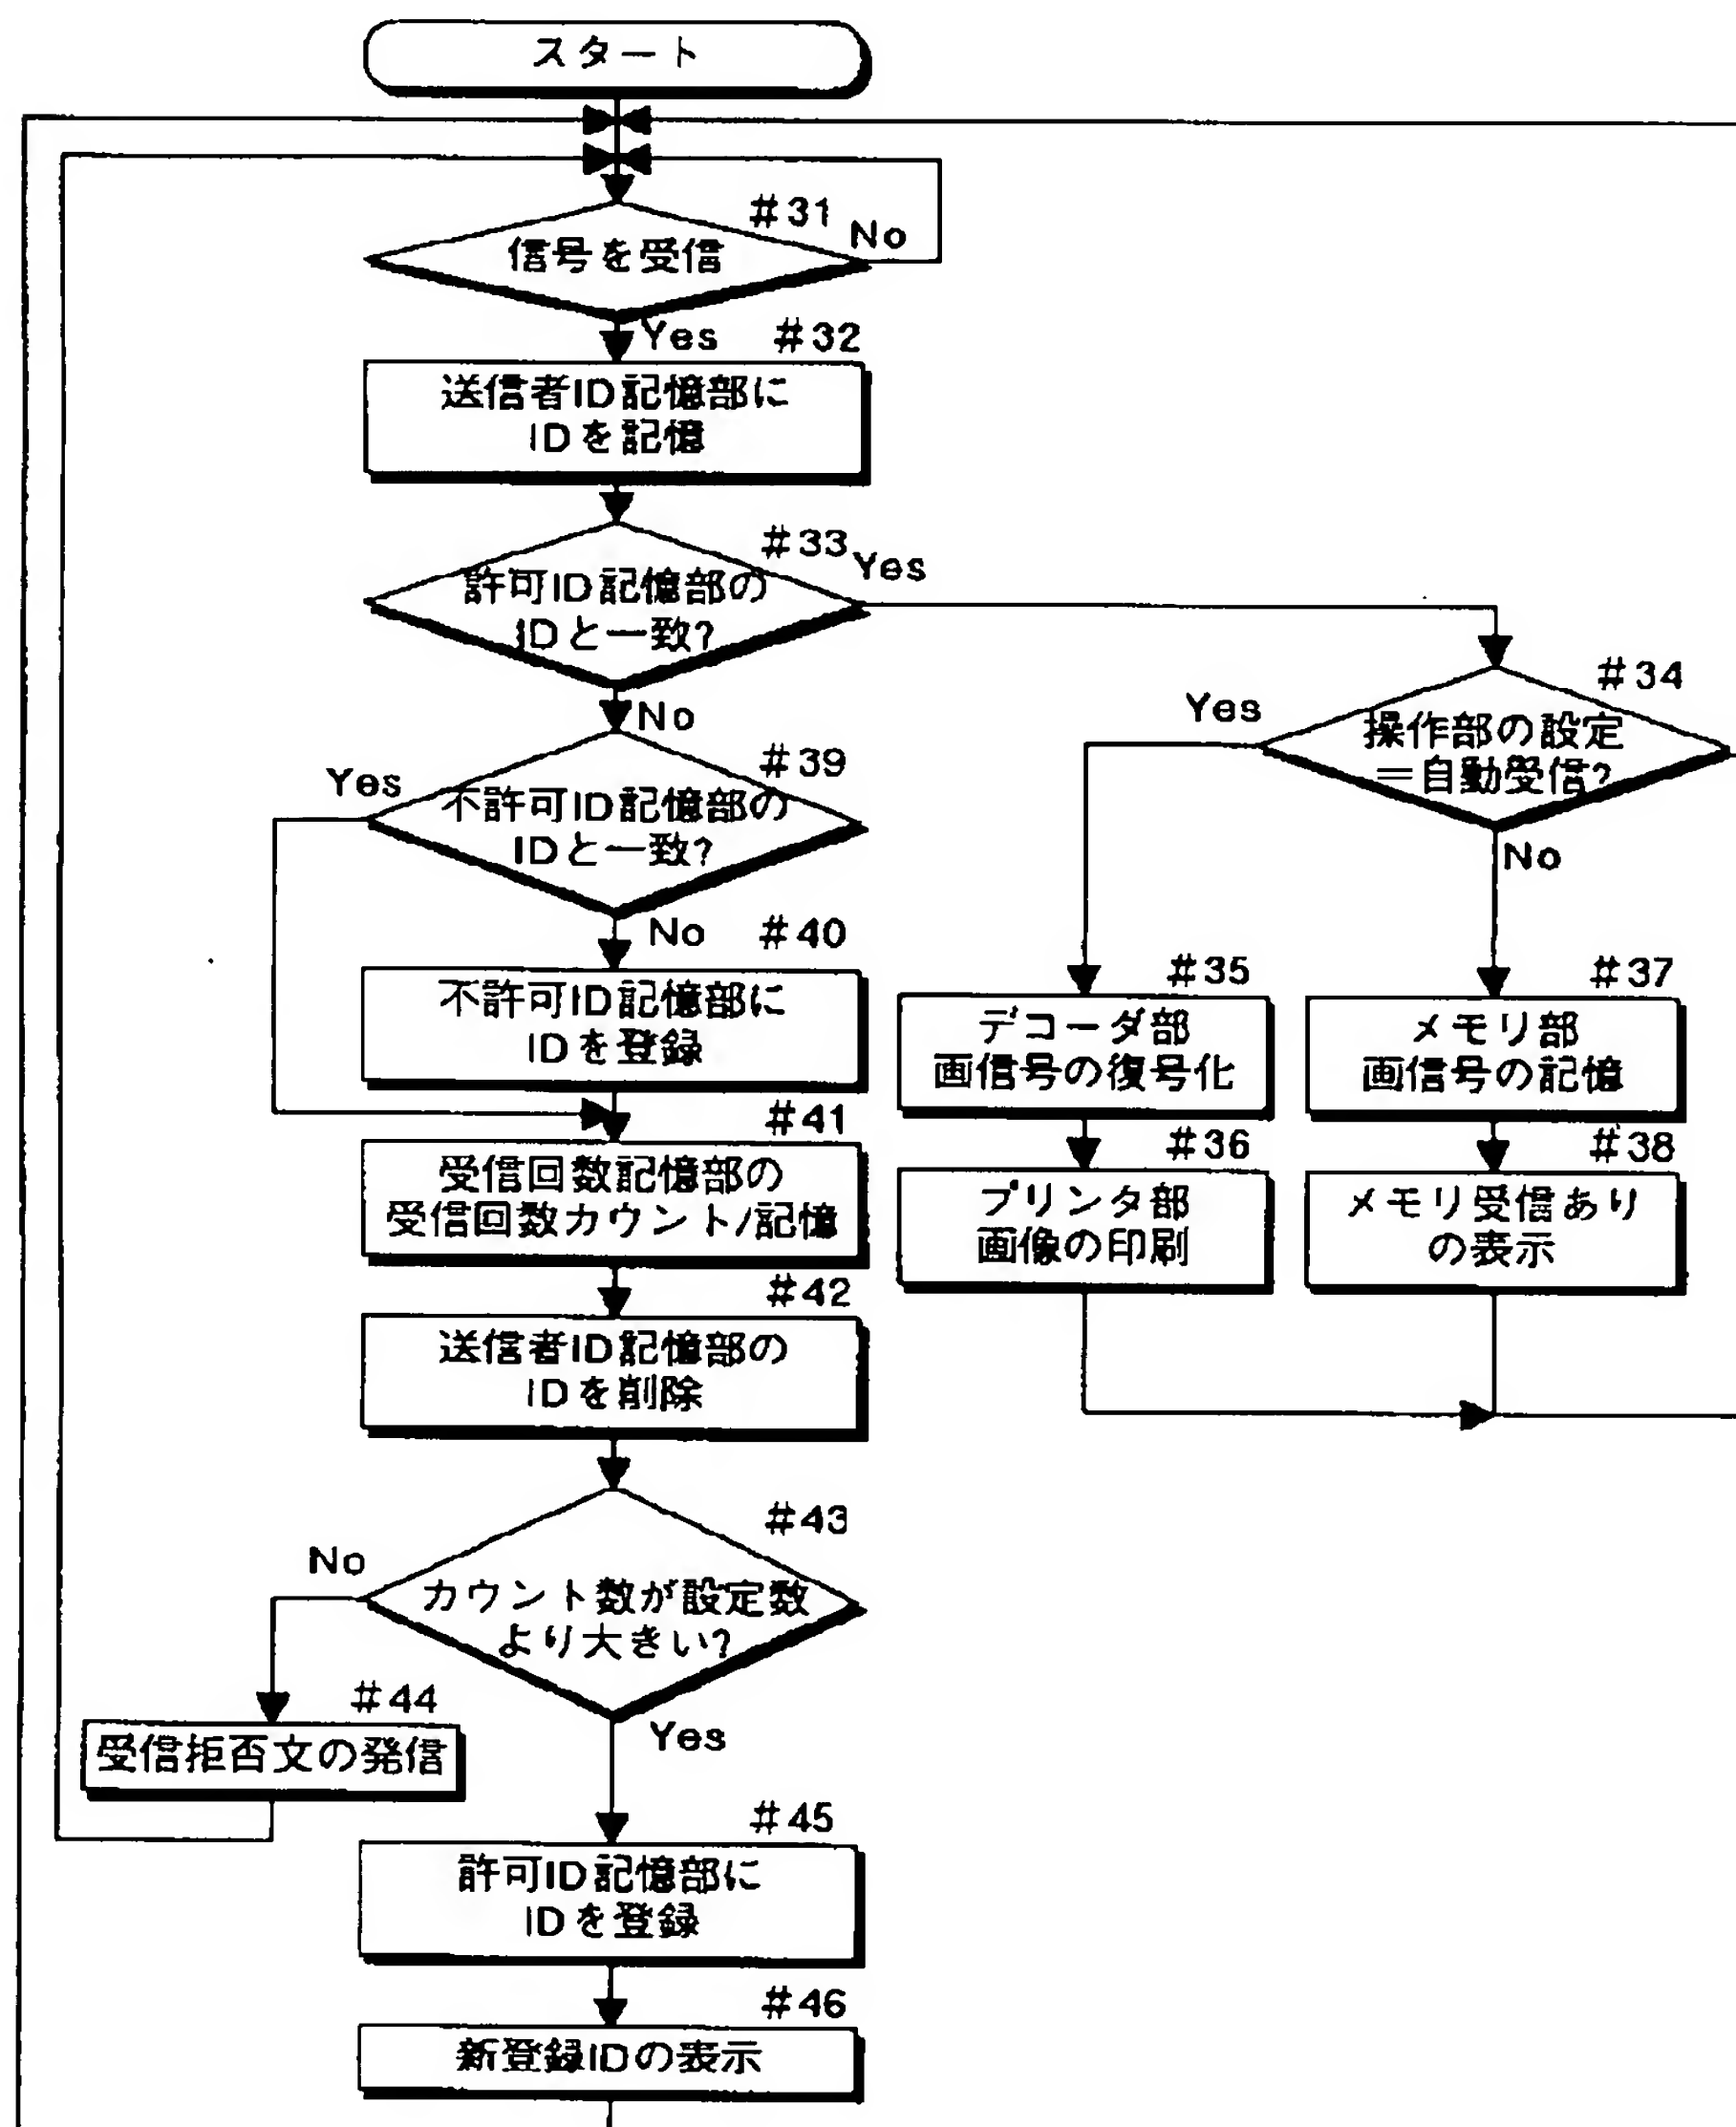 スタート
#31
信号を受信
No
Yes
#32
送信者ID記憶部に
IDを記憶
#33
Yes
許可ID記憶部の
IDと一致?
No
#34
Yes
操作部の設定
=自動受信?
No
#39
Yes
不許可ID記憶部の
IDと一致?
No
#40
不許可ID記憶部に
IDを登録
#35
デコーダ部
画信号の復号化
#37
メモリ部
画信号の記憶
#41
受信回数記憶部の
受信回数カウント/記憶
#36
プリンタ部
画像の印刷
#38
メモリ受信あり
の表示
#42
送信者ID記憶部の
IDを削除
#43
No
カウント数が設定数
より大きい?
Yes
#44
受信拒否文の発信
#45
許可ID記憶部に
IDを登録
#46
新登録IDの表示